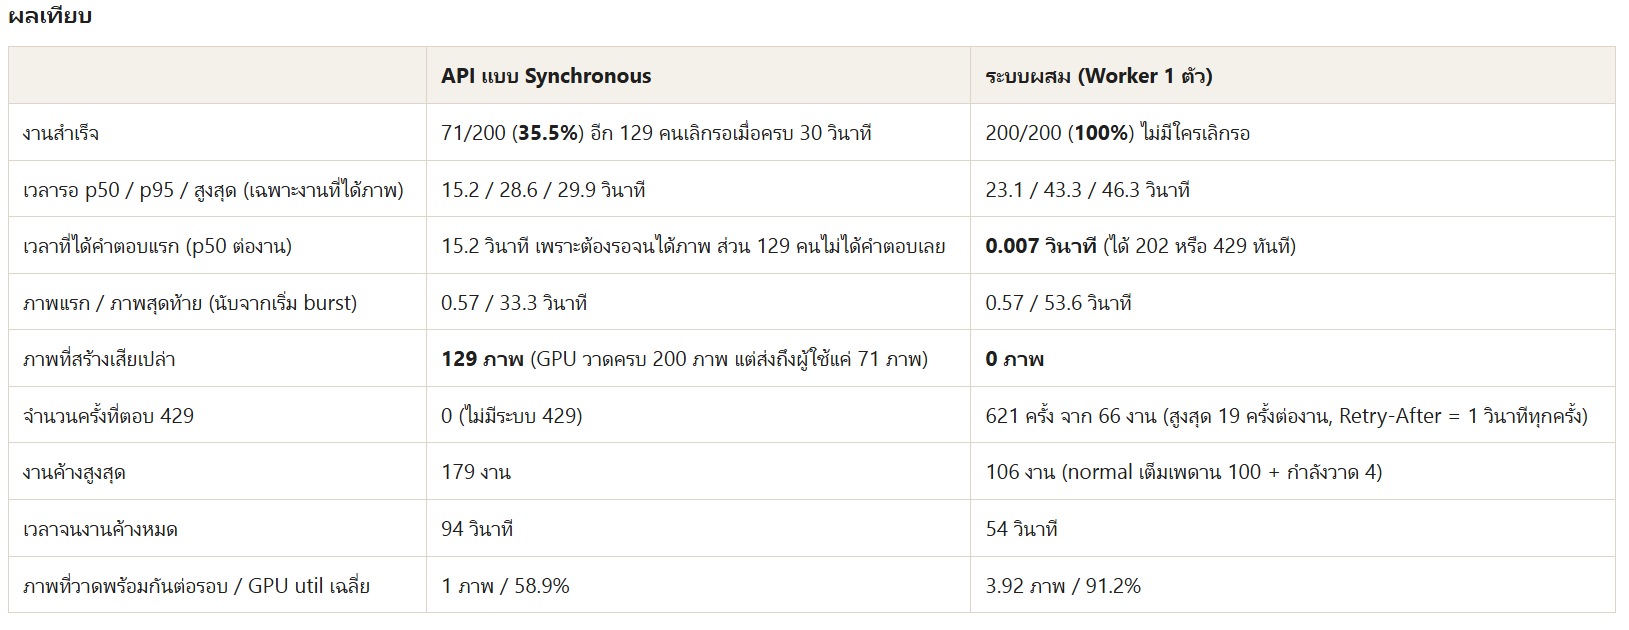 ผลเทียบ
API แบบ Synchronous
ระบบผสม (Worker 1 ตัว)
งานสำเร็จ
71/200 (35.5%) อีก 129 คนเลิกรอเมื่อครบ 30 วินาที
200/200 (100%) ไม่มีใครเลิกรอ
เวลารอ p50 / p95 / สูงสุด (เฉพาะงานที่ได้ภาพ)
15.2 / 28.6 / 29.9 วินาที
23.1 / 43.3 / 46.3 วินาที
เวลาที่ได้คำตอบแรก (p50 ต่องาน)
15.2 วินาที เพราะต้องรอจนได้ภาพ ส่วน 129 คนไม่ได้คำตอบเลย
0.007 วินาที (ได้ 202 หรือ 429 ทันที)
ภาพแรก / ภาพสุดท้าย (นับจากเริ่ม burst)
0.57 / 33.3 วินาที
0.57 / 53.6 วินาที
ภาพที่สร้างเสียเปล่า
129 ภาพ (GPU วาดครบ 200 ภาพ แต่ส่งถึงผู้ใช้แค่ 71 ภาพ)
0 ภาพ
จำนวนครั้งที่ตอบ 429
0 (ไม่มีระบบ 429)
621 ครั้ง จาก 66 งาน (สูงสุด 19 ครั้งต่องาน, Retry-After = 1 วินาทีทุกครั้ง)
งานค้างสูงสุด
179 งาน
106 งาน (normal เต็มเพดาน 100 + กำลังวาด 4)
เวลาจนงานค้างหมด
94 วินาที
54 วินาที
ภาพที่วาดพร้อมกันต่อรอบ / GPU util เฉลี่ย
1 ภาพ / 58.9%
3.92 ภาพ / 91.2%